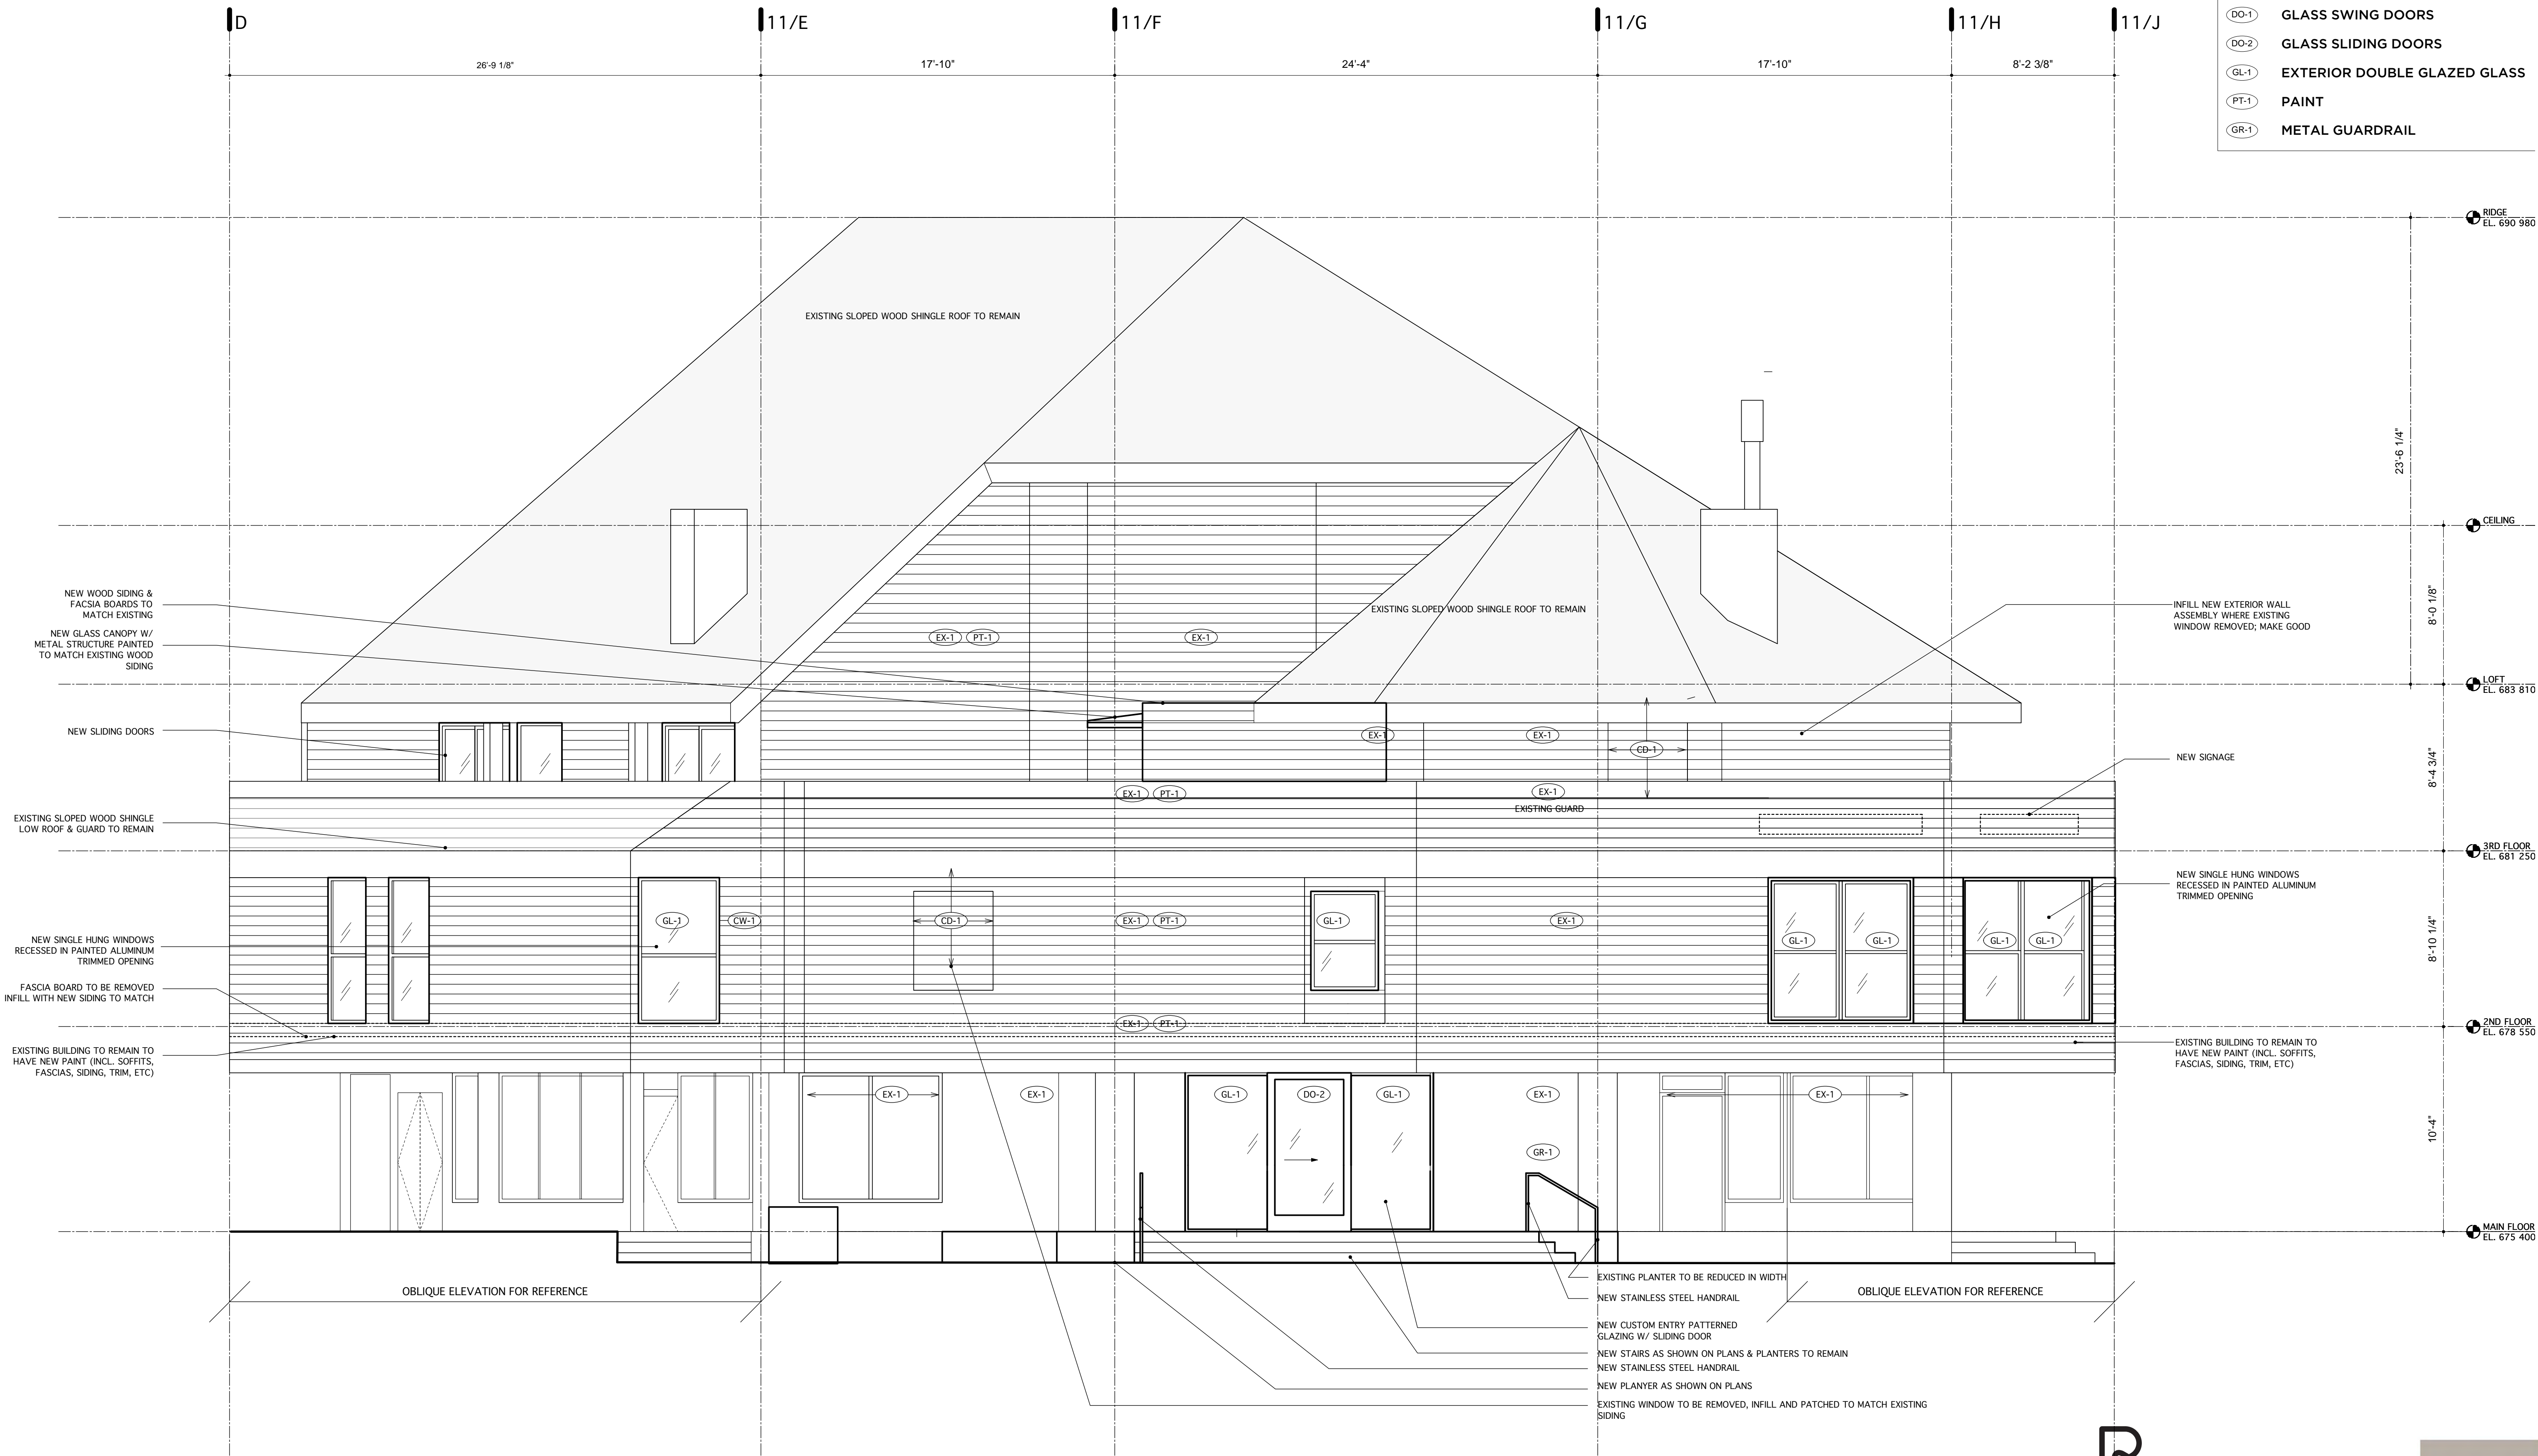 D
11/E
11/F
11/G
11/H
11/J
26'-9 1/8"
17'-10"
24'-4"
17'-10"
8'-2 3/8"
DO-1 GLASS SWING DOORS
DO-2 GLASS SLIDING DOORS
GL-1 EXTERIOR DOUBLE GLAZED GLASS
PT-1 PAINT
GR-1 METAL GUARDRAIL
RIDGE
EL. 690 980
23'-6 1/4"
CEILING
8'-0 1/8"
LOFT
EL. 683 810
8'-4 3/4"
3RD FLOOR
EL. 681 250
8'-10 1/4"
2ND FLOOR
EL. 678 550
10'-4"
MAIN FLOOR
EL. 675 400
EXISTING SLOPED WOOD SHINGLE ROOF TO REMAIN
EXISTING SLOPED WOOD SHINGLE ROOF TO REMAIN
NEW WOOD SIDING &
FACSIA BOARDS TO
MATCH EXISTING
NEW GLASS CANOPY W/
METAL STRUCTURE PAINTED
TO MATCH EXISTING WOOD
SIDING
NEW SLIDING DOORS
EXISTING SLOPED WOOD SHINGLE
LOW ROOF & GUARD TO REMAIN
NEW SINGLE HUNG WINDOWS
RECESSED IN PAINTED ALUMINUM
TRIMMED OPENING
FASCIA BOARD TO BE REMOVED
INFILL WITH NEW SIDING TO MATCH
EXISTING BUILDING TO REMAIN TO
HAVE NEW PAINT (INCL. SOFFITS,
FASCIAS, SIDING, TRIM, ETC)
INFILL NEW EXTERIOR WALL
ASSEMBLY WHERE EXISTING
WINDOW REMOVED; MAKE GOOD
NEW SIGNAGE
NEW SINGLE HUNG WINDOWS
RECESSED IN PAINTED ALUMINUM
TRIMMED OPENING
EXISTING BUILDING TO REMAIN TO
HAVE NEW PAINT (INCL. SOFFITS,
FASCIAS, SIDING, TRIM, ETC)
EX-1 PT-1 EX-1
EX-1 EX-1 CD-1
EX-1 PT-1 EX-1
EXISTING GUARD
GL-1 CW-1 CD-1 EX-1 PT-1 GL-1 EX-1
GL-1 GL-1 GL-1 GL-1
EX-1 PT-1
EX-1 EX-1 GL-1 DO-2 GL-1 EX-1 EX-1
GR-1
OBLIQUE ELEVATION FOR REFERENCE
OBLIQUE ELEVATION FOR REFERENCE
EXISTING PLANTER TO BE REDUCED IN WIDTH
NEW STAINLESS STEEL HANDRAIL
NEW CUSTOM ENTRY PATTERNED
GLAZING W/ SLIDING DOOR
NEW STAIRS AS SHOWN ON PLANS & PLANTERS TO REMAIN
NEW STAINLESS STEEL HANDRAIL
NEW PLANYER AS SHOWN ON PLANS
EXISTING WINDOW TO BE REMOVED, INFILL AND PATCHED TO MATCH EXISTING
SIDING